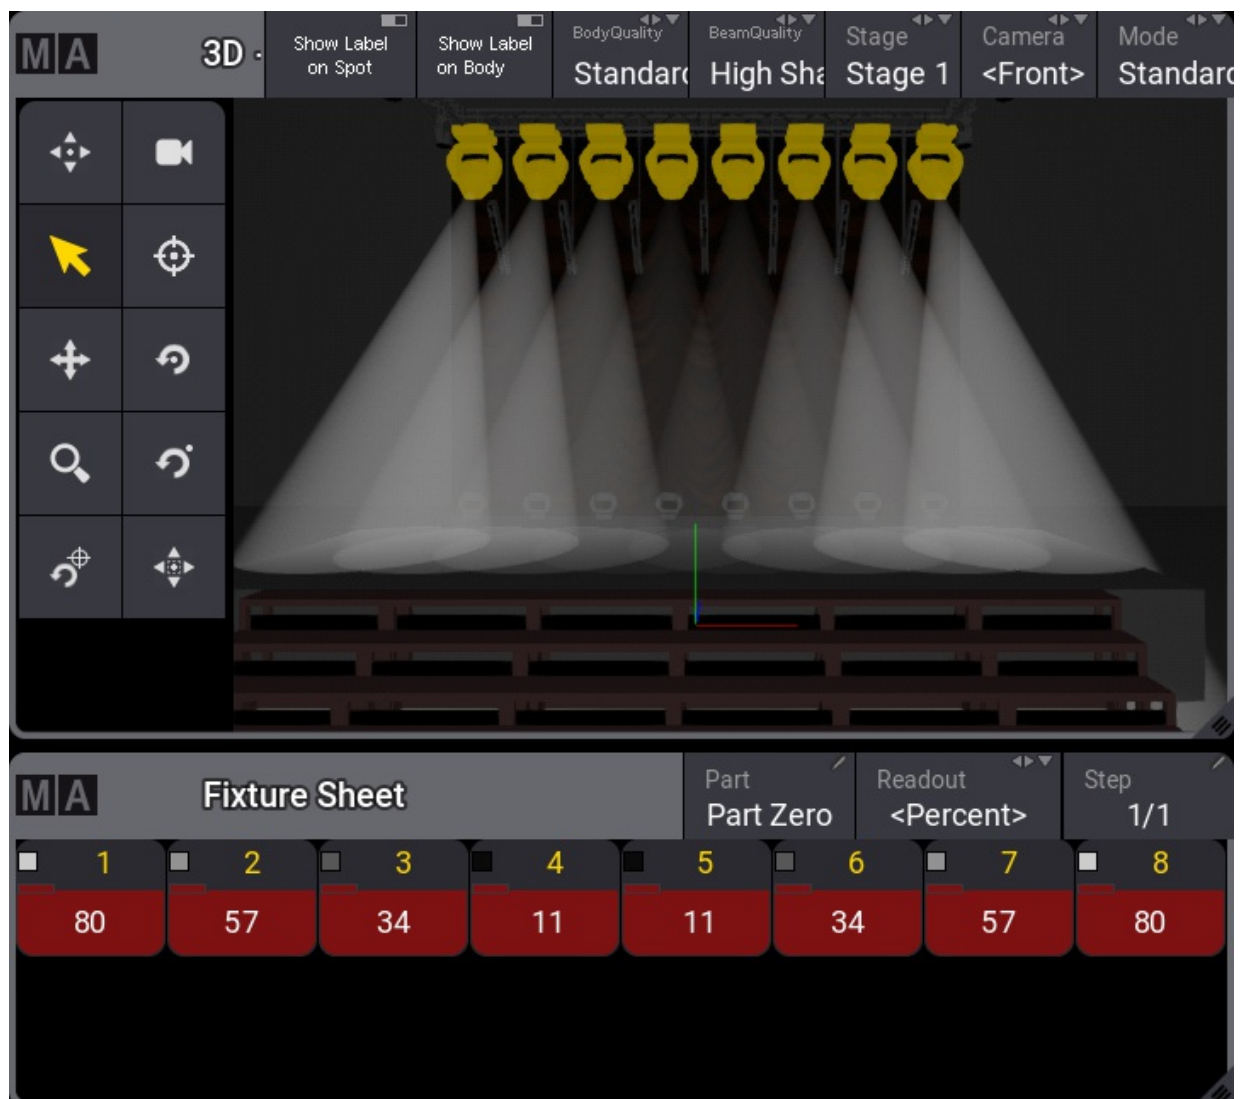 MA
3D
Show Label
on Spot
Show Label
on Body
BodyQuality
Standard
BeamQuality
High Sha
Stage
Stage 1
Camera
<Front>
Mode
Standard
MA
Fixture Sheet
Part
Part Zero
Readout
<Percent>
Step
1/1
1 2 3 4 5 6 7 8
80 57 34 11 11 34 57 80